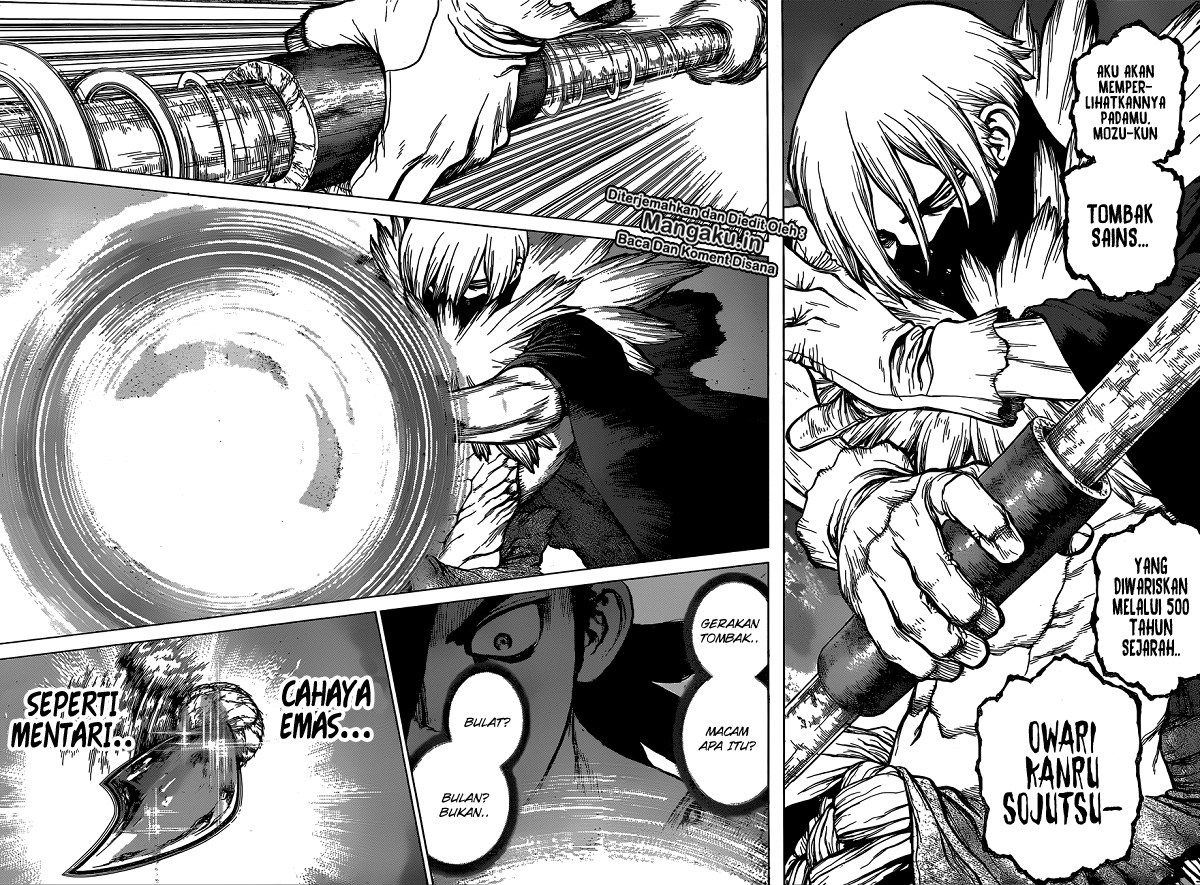 AKU AKAN
MEMPER-
LIHATKANNYA
PADAMU,
MOZU-KUN
TOMBAK
SAINS...
YANG
DIWARISKAN
MELALUI 500
TAHUN
SEJARAH..
OWARI
KANRU
SOJUTSU-
Diterjemahkan dan Diedit Oleh:
Mangaku.in
Baca Dan Koment Disana
GERAKAN
TOMBAK..
MACAM
APA ITU?
BULAT?
BULAN?
BUKAN..
CAHAYA
EMAS...
SEPERTI
MENTARI..